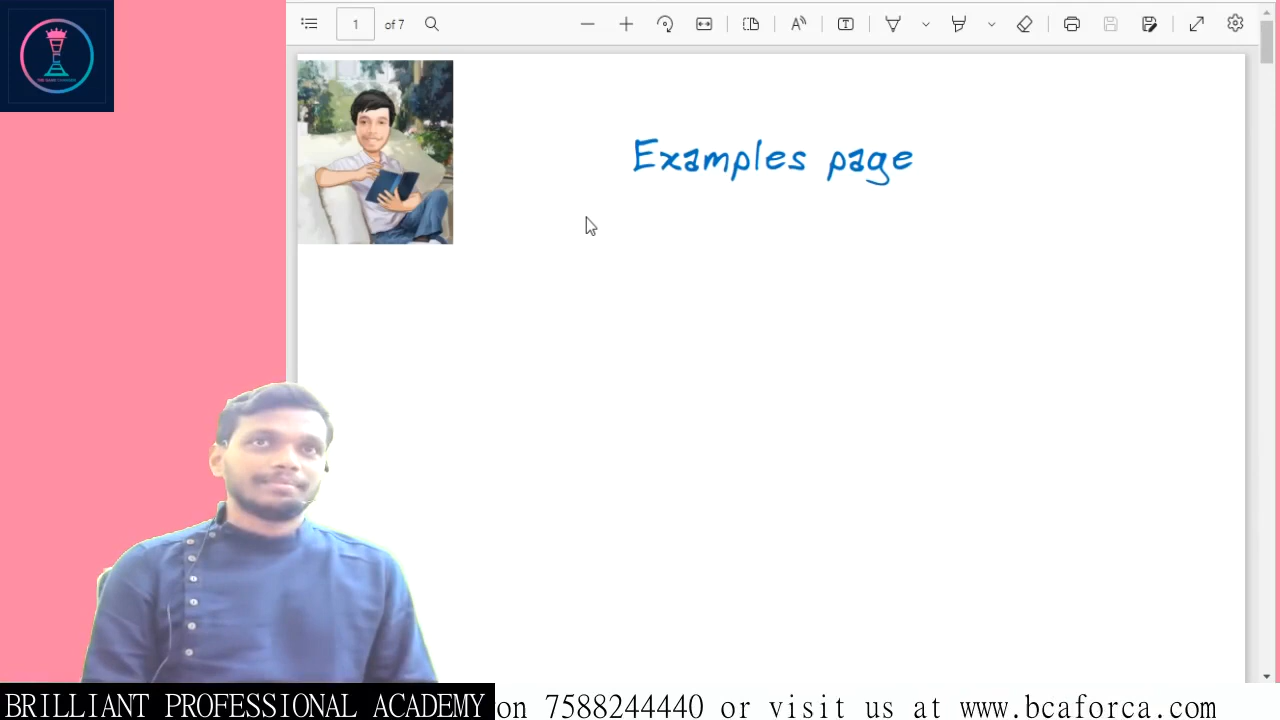 1 of 7
Examples page
BRILLIANT PROFESSIONAL ACADEMY on 7588244440 or visit us at www.bcaforca.com